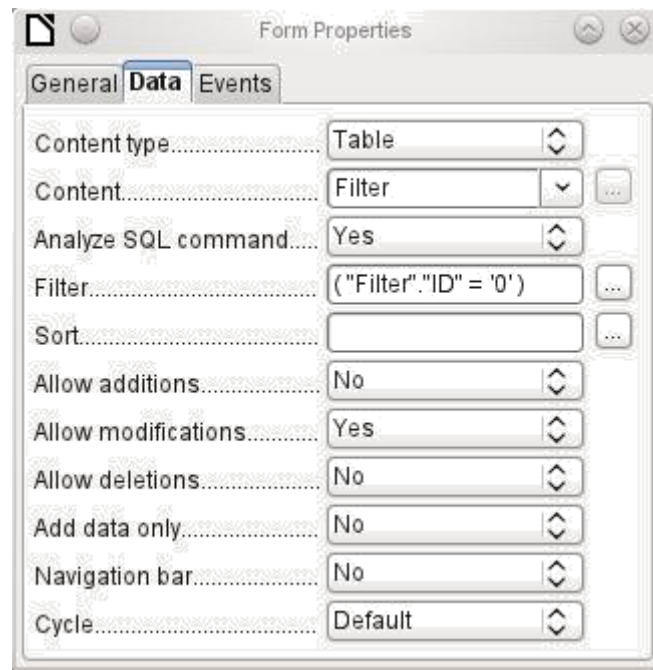 Form Properties
General Data Events
Content type Table
Content Filter ...
Analyze SQL command Yes
Filter ( "Filter"."ID" = '0' ) ...
Sort ...
Allow additions No
Allow modifications Yes
Allow deletions No
Add data only No
Navigation bar No
Cycle Default